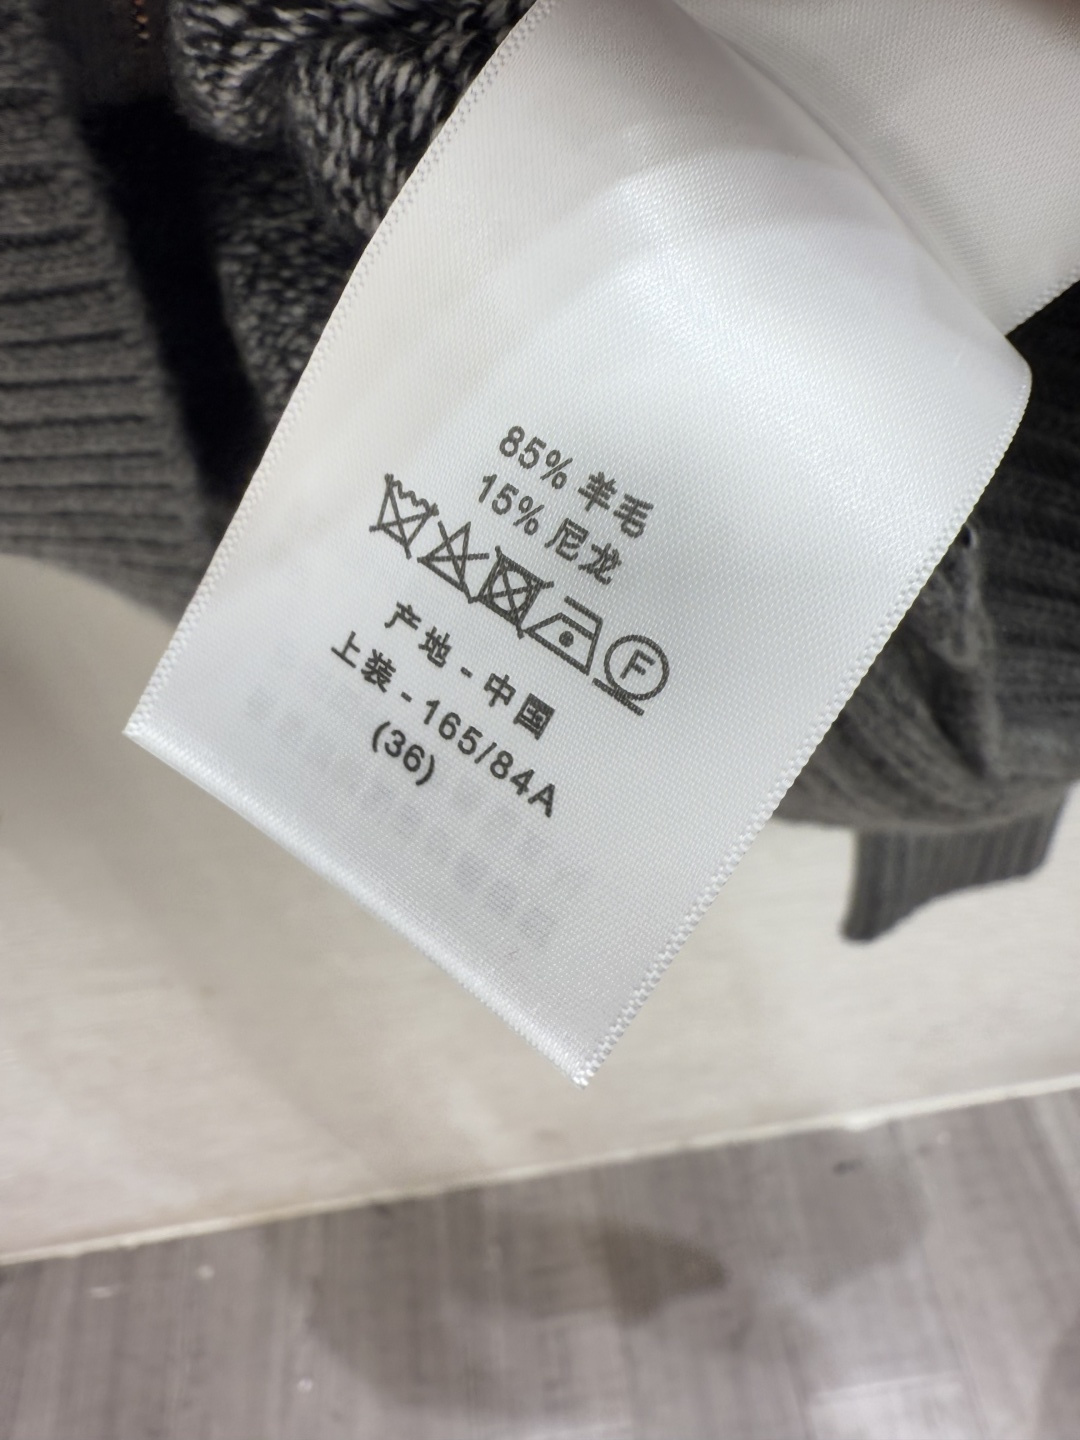 85% 羊毛
15% 尼龙
F
产地 - 中国
上装 - 165/84A
(36)